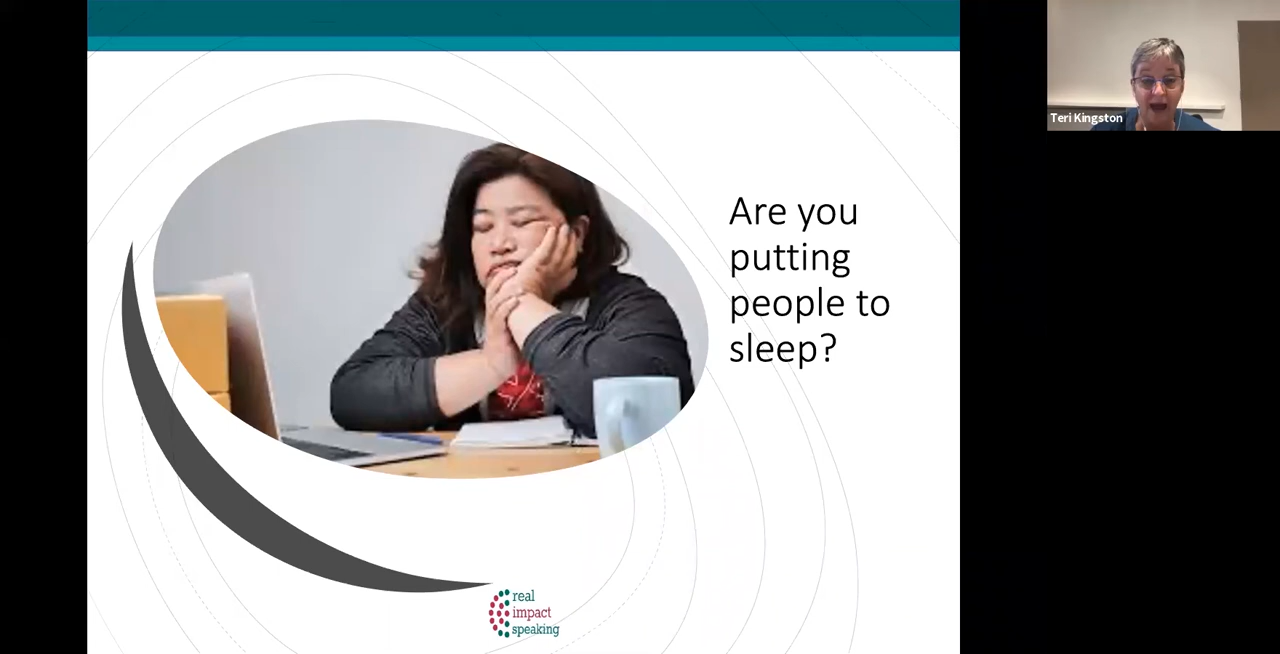 Teri Kingston
Are you
putting
people to
sleep?
real
impact
speaking